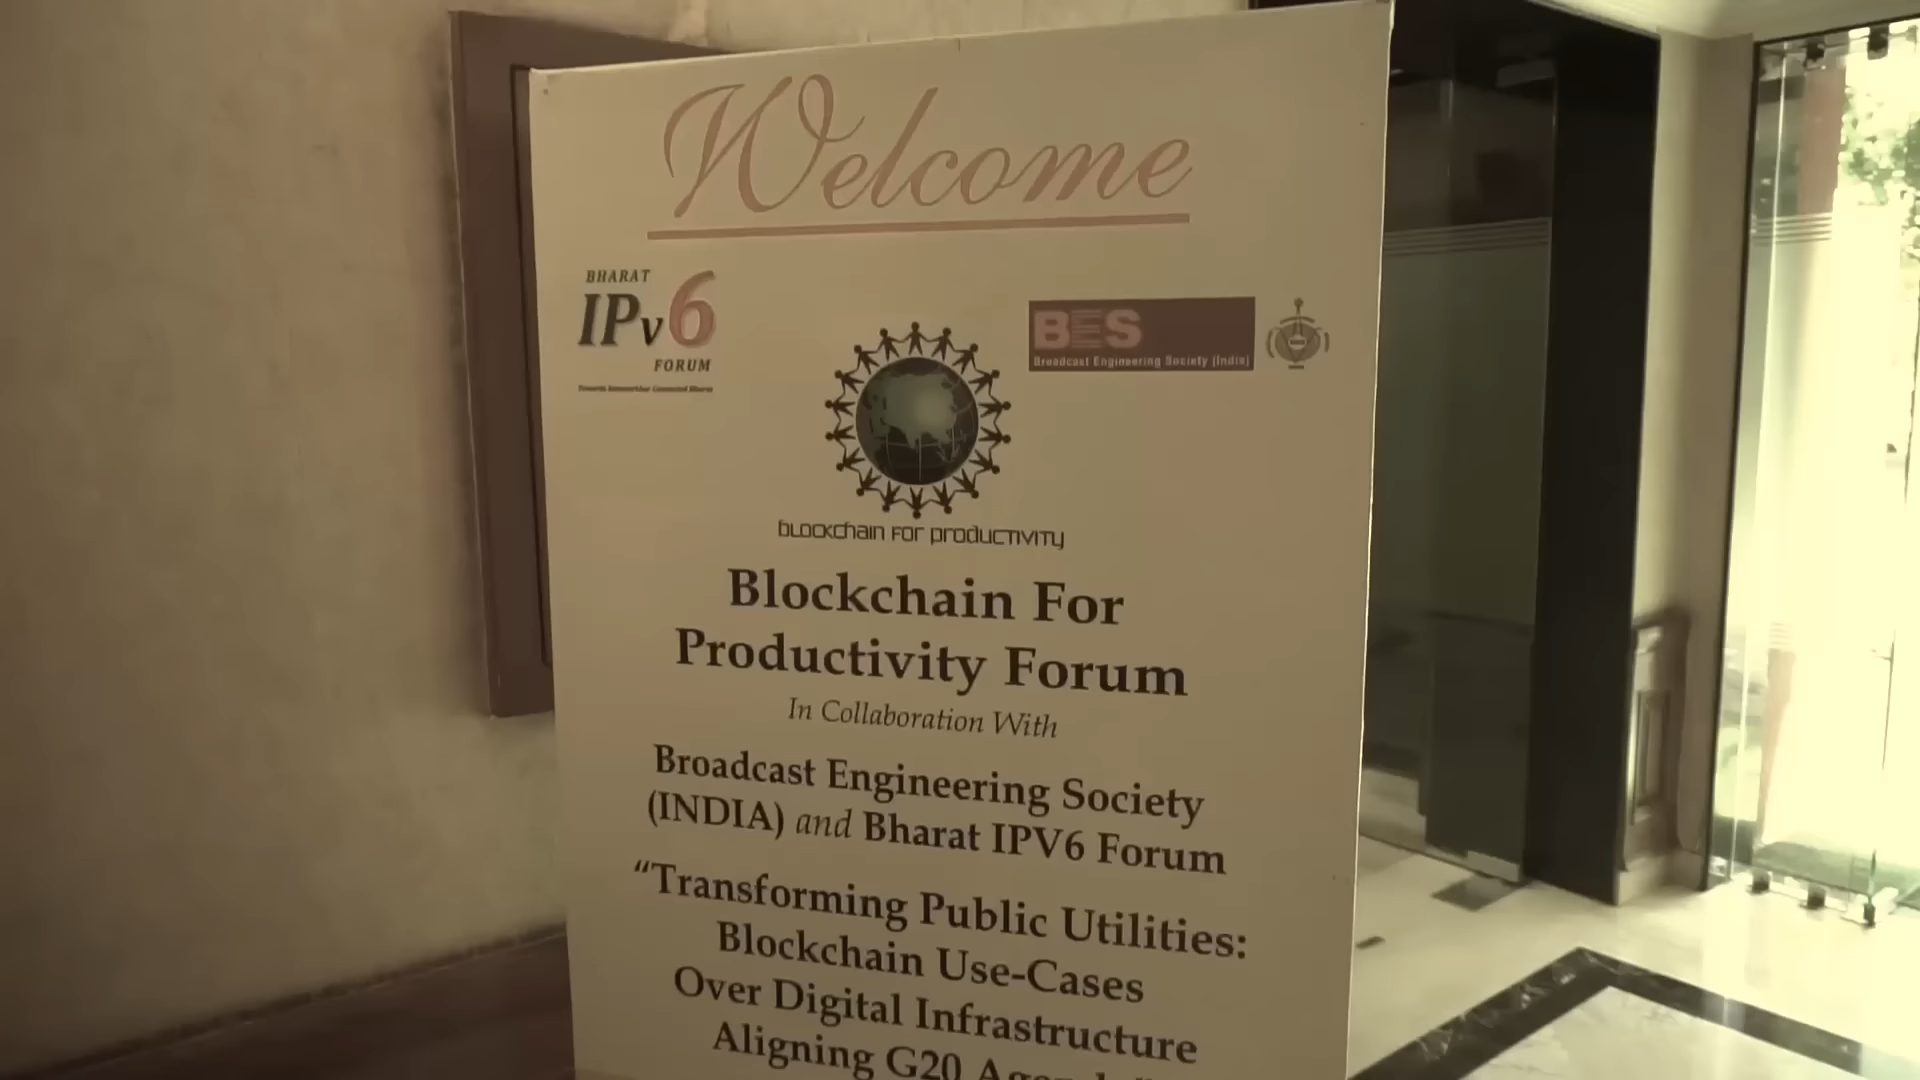 Welcome
BHARAT
IPv6
FORUM
BES
Broadcast Engineering Society (India)
blockchain for productivity
Blockchain For
Productivity Forum
In Collaboration With
Broadcast Engineering Society
(INDIA) and Bharat IPV6 Forum
“Transforming Public Utilities:
Blockchain Use-Cases
Over Digital Infrastructure
Aligning G20